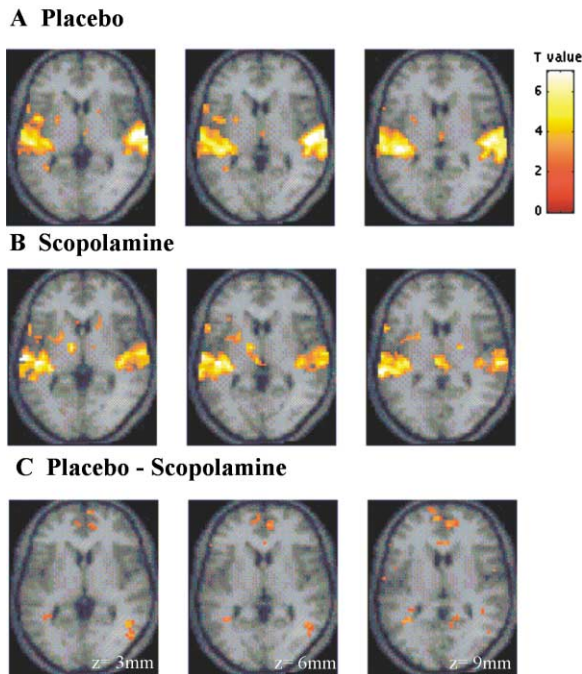 A Placebo
T value
6
4
2
0
B Scopolamine
C Placebo - Scopolamine
z= 3mm
z= 6mm
z= 9mm